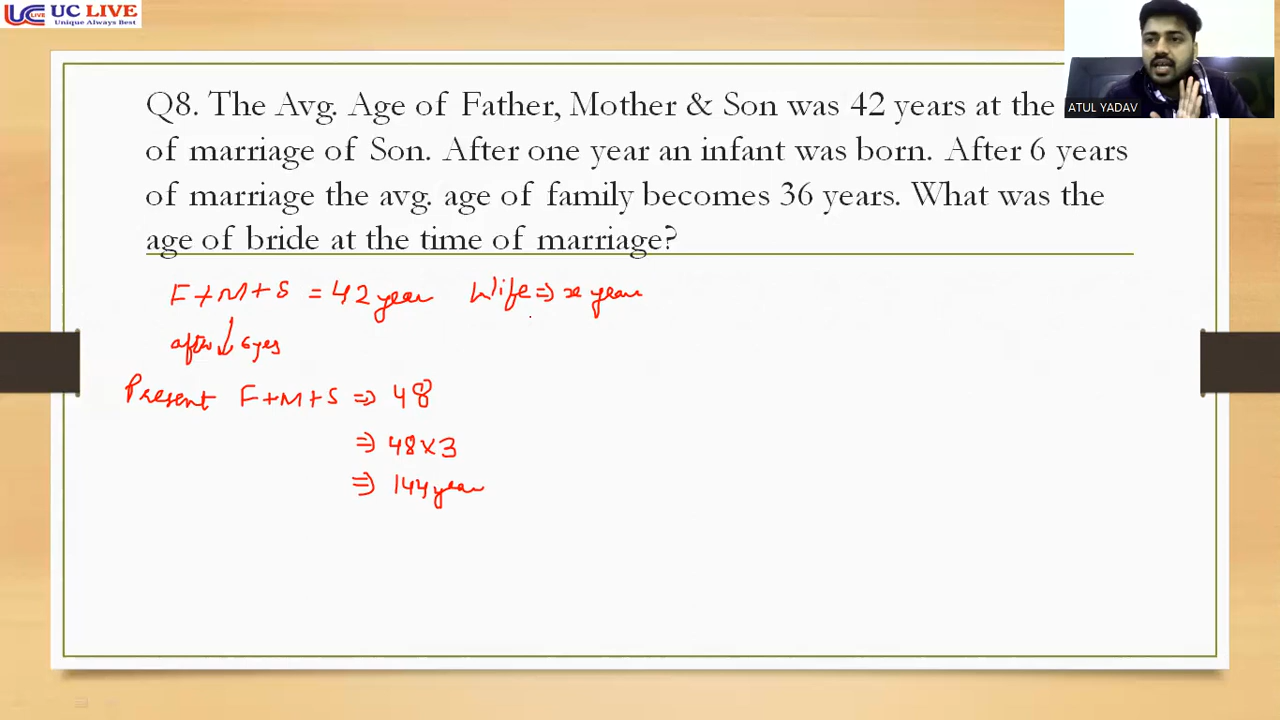 UC LIVE
Unique Always Best
ATUL YADAV
Q8. The Avg. Age of Father, Mother & Son was 42 years at the
of marriage of Son. After one year an infant was born. After 6 years
of marriage the avg. age of family becomes 36 years. What was the
age of bride at the time of marriage?
F+M+S = 42 year Wife ⇒ x year
after 6 yes
Present F+M+S ⇒ 48
⇒ 48×3
⇒ 144 year